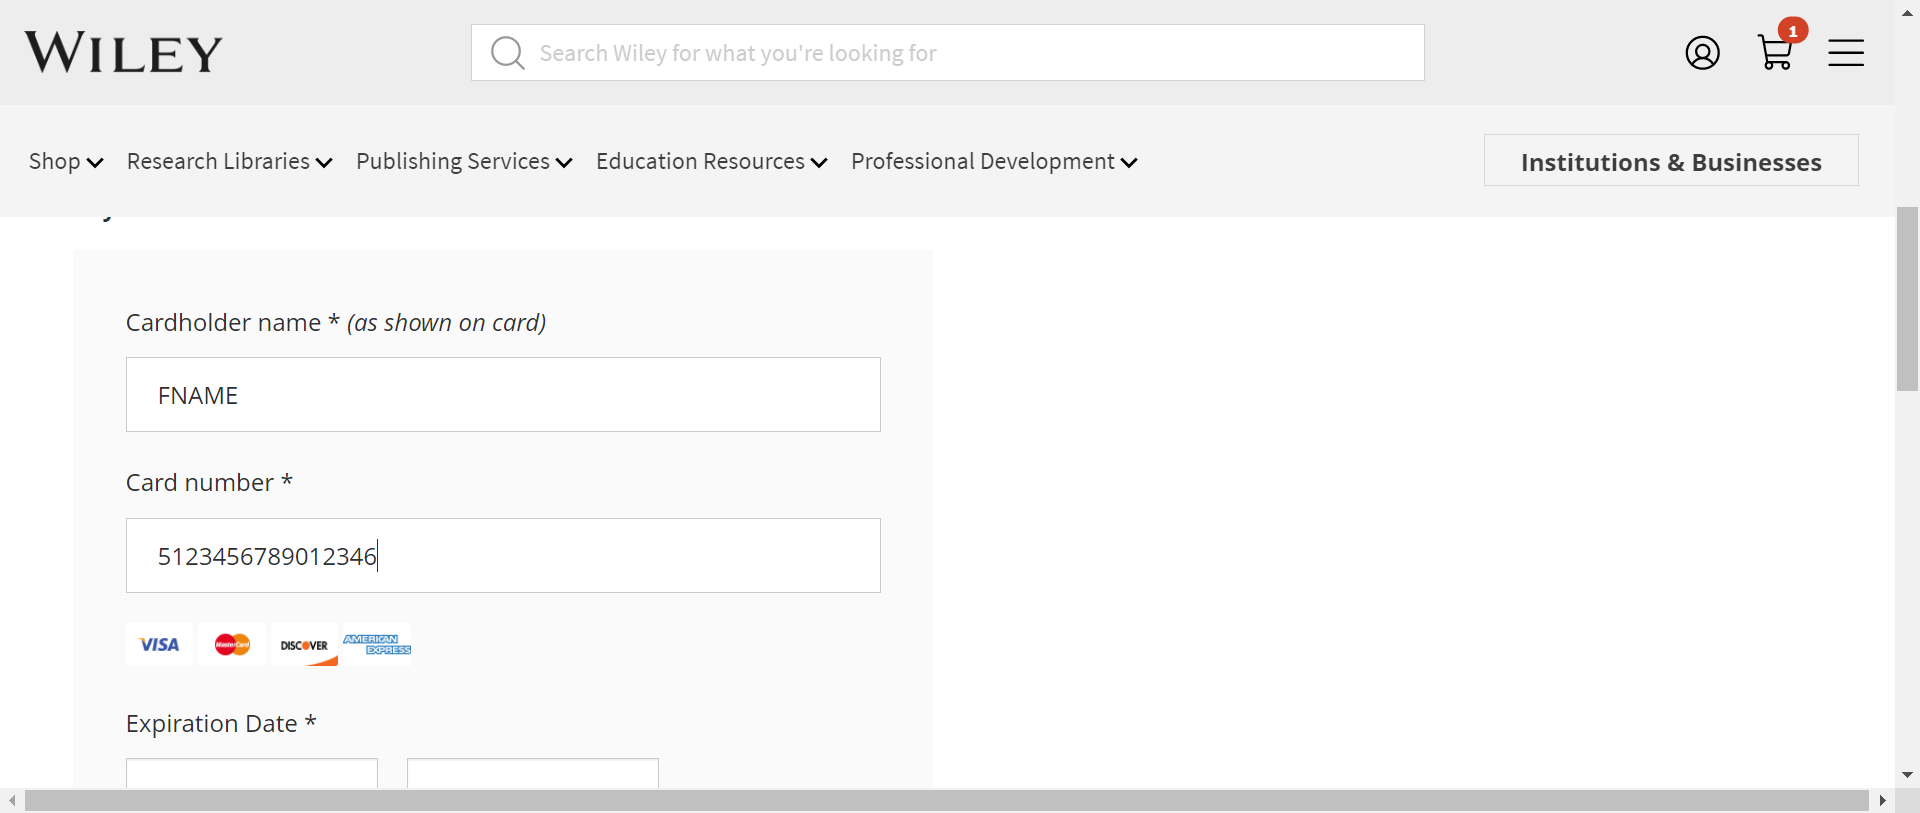 WILEY
Search Wiley for what you're looking for
1
Shop Research Libraries Publishing Services Education Resources Professional Development
Institutions & Businesses
Cardholder name * (as shown on card)
FNAME
Card number *
5123456789012346
VISA MasterCard DISCOVER AMERICAN EXPRESS
Expiration Date *